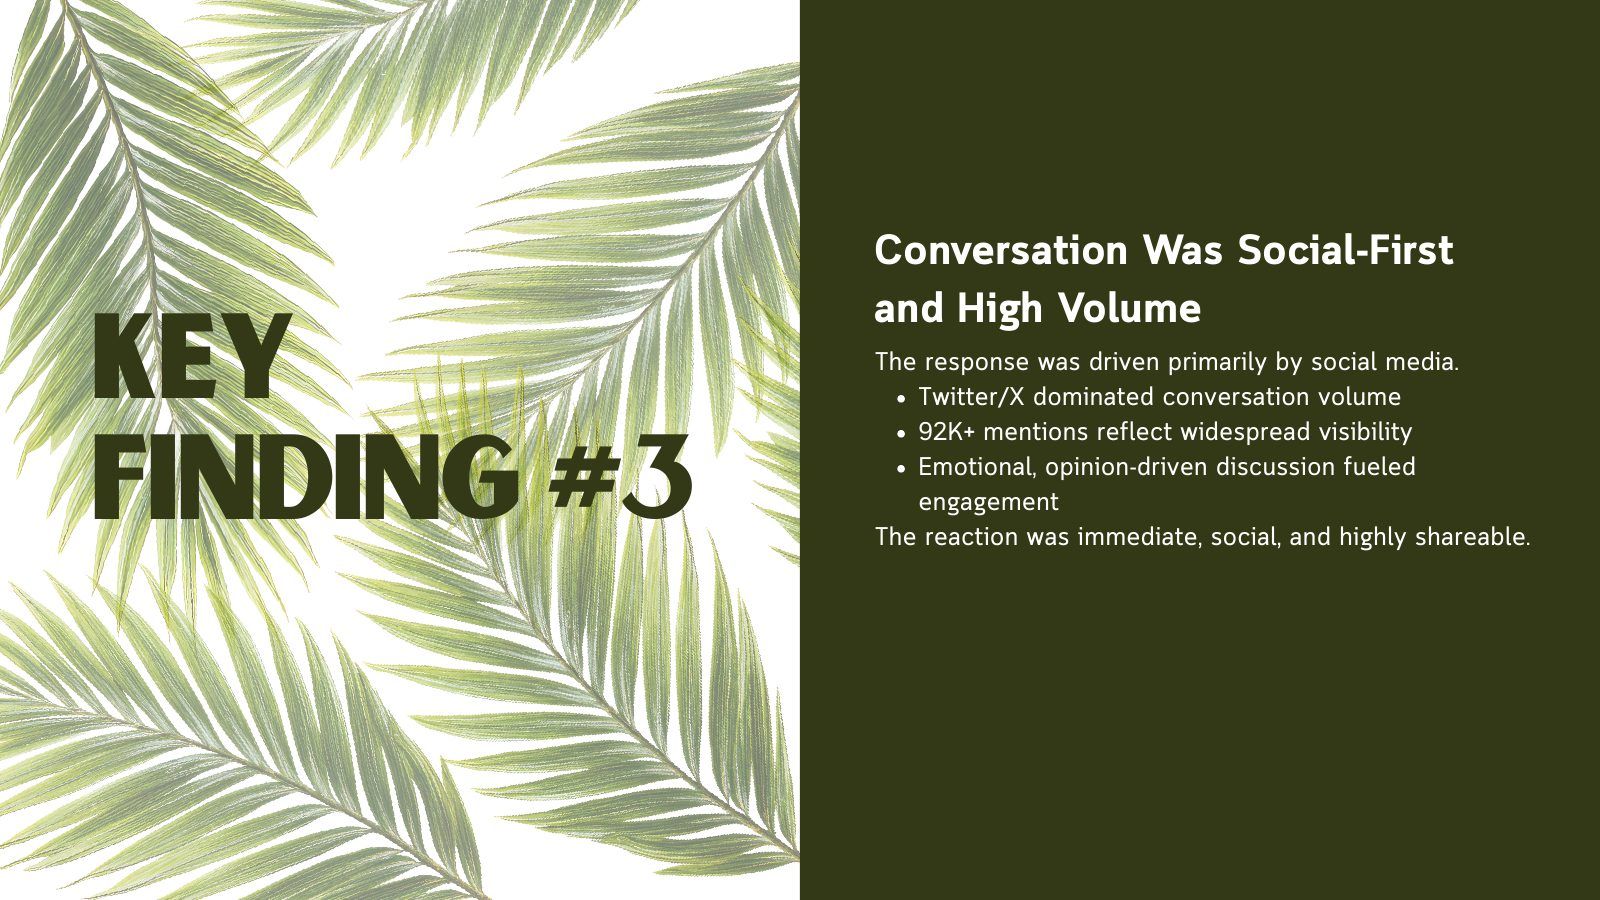 KEY
FINDING #3
Conversation Was Social-First
and High Volume
The response was driven primarily by social media.
• Twitter/X dominated conversation volume
• 92K+ mentions reflect widespread visibility
• Emotional, opinion-driven discussion fueled
engagement
The reaction was immediate, social, and highly shareable.